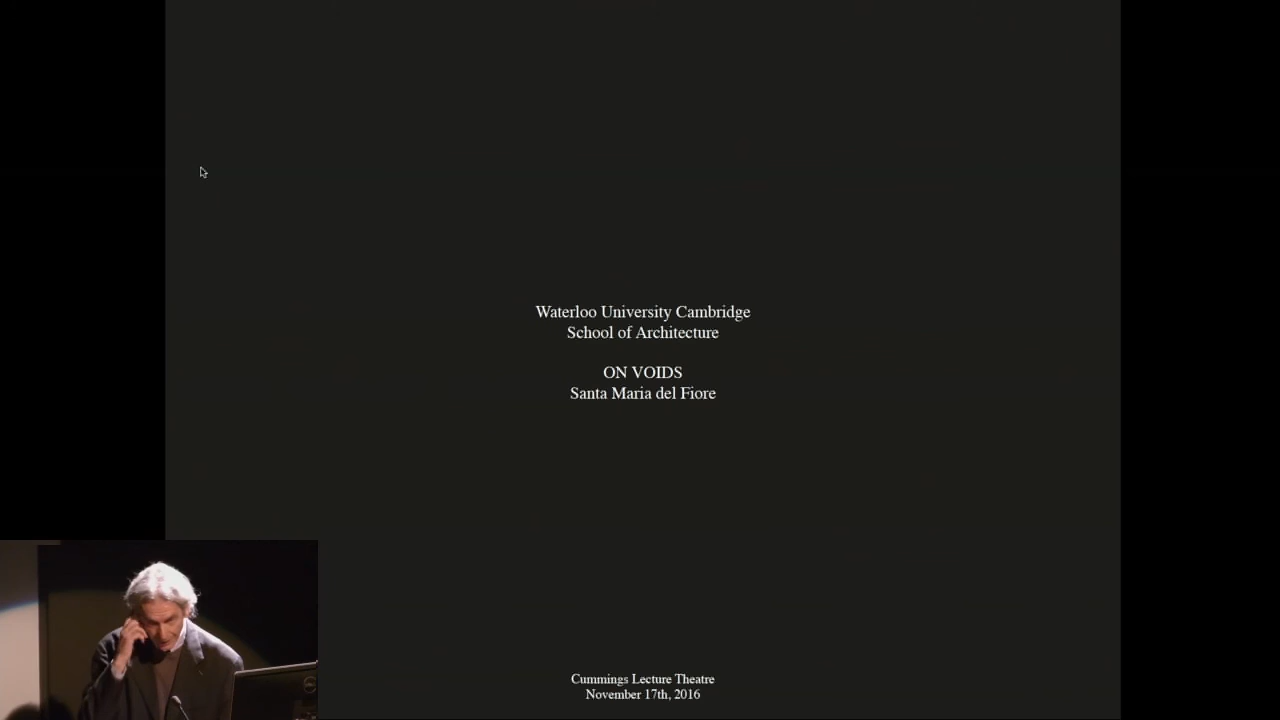 Waterloo University Cambridge
School of Architecture
ON VOIDS
Santa Maria del Fiore
Cummings Lecture Theatre
November 17th, 2016